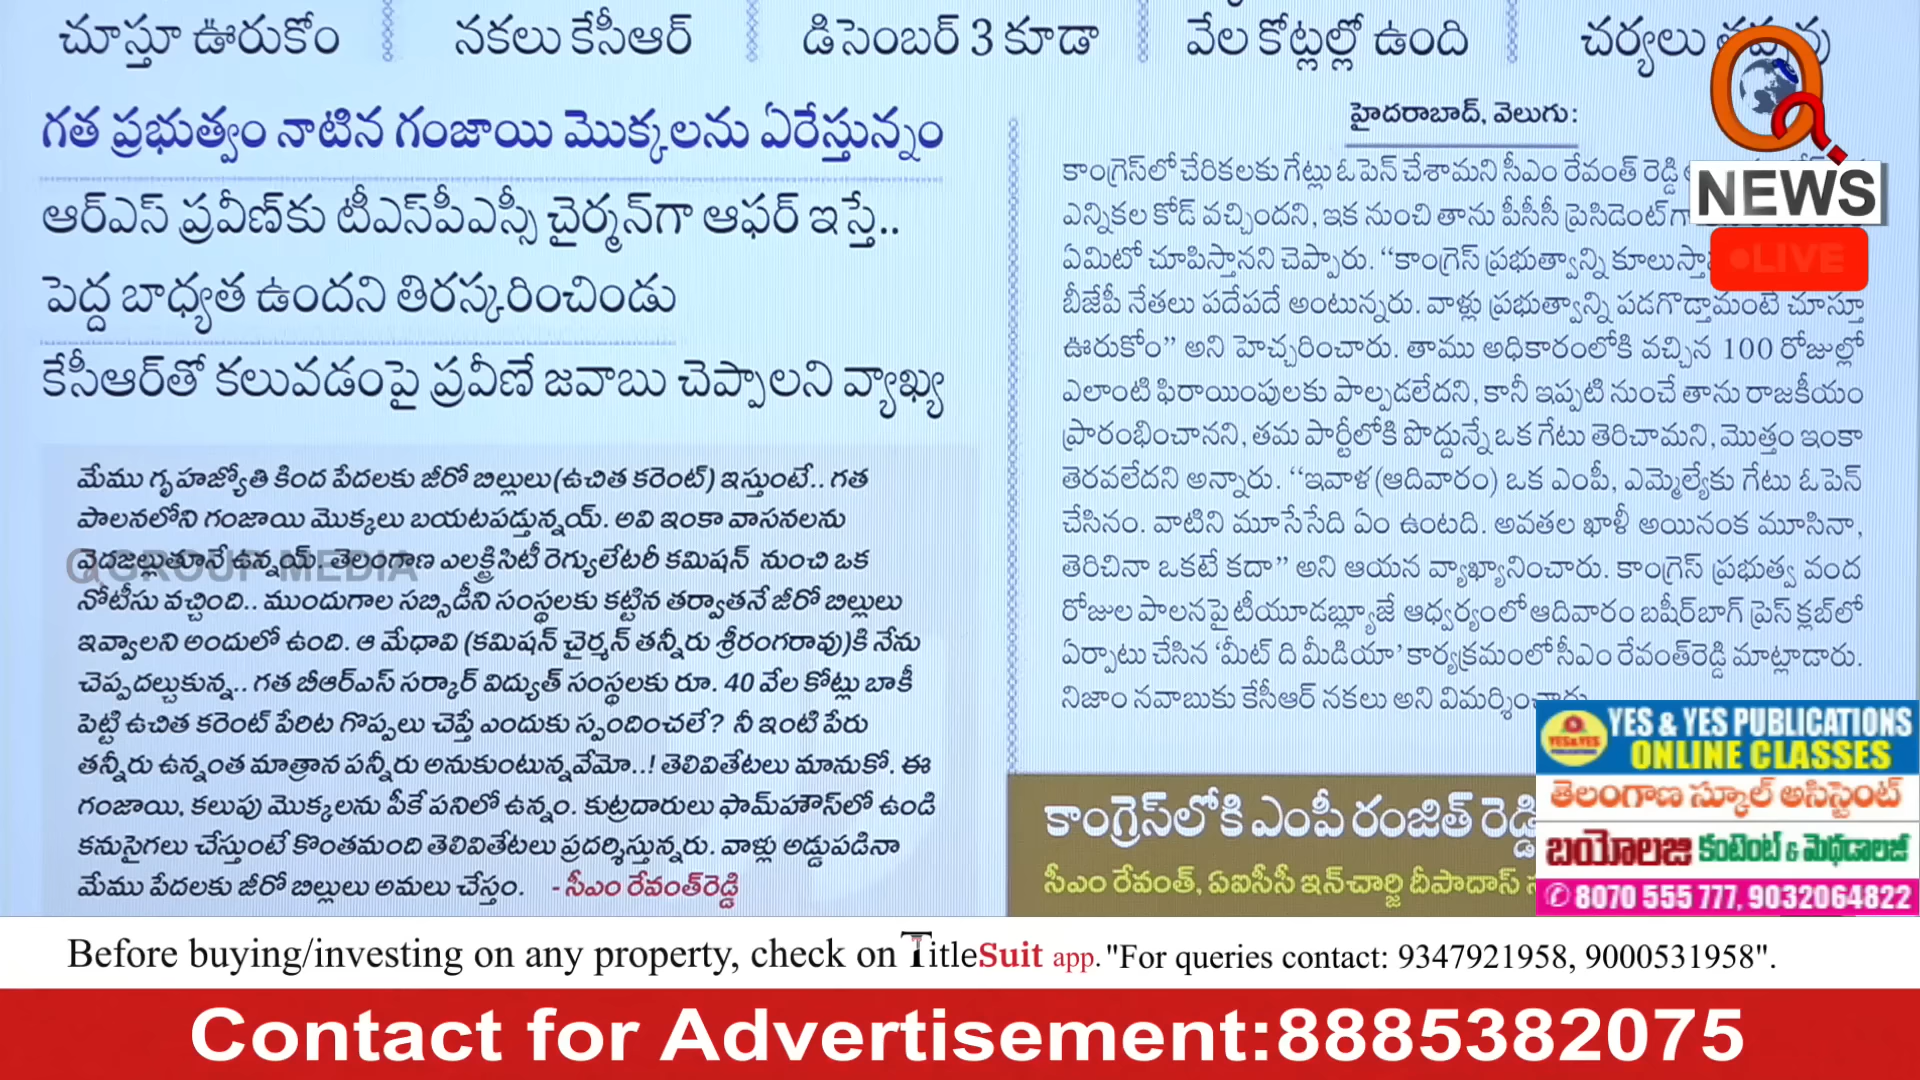 చూస్తూ ఊరుకోం
నకలు కేసీఆర్
డిసెంబర్ 3 కూడా
వేల కోట్లల్లో ఉంది
చర్యలు
గత ప్రభుత్వం నాటిన గంజాయి మొక్కలను ఏరేస్తున్నం
ఆర్ఎస్ ప్రవీణ్‌కు టీఎస్‌పీఎస్సీ చైర్మన్‌గా ఆఫర్ ఇస్తే..
పెద్ద బాధ్యత ఉందని తిరస్కరించిండు
కేసీఆర్‌తో కలువడంపై ప్రవీణే జవాబు చెప్పాలని వ్యాఖ్య
మేము గృహజ్యోతి కింద పేదలకు జీరో బిల్లులు(ఉచిత కరెంట్) ఇస్తుంటే.. గత
పాలనలోని గంజాయి మొక్కలు బయటపడ్తున్నయ్. అవి ఇంకా వాసనలను
వెదజల్లుతూనే ఉన్నయ్. తెలంగాణ ఎలక్ట్రిసిటీ రెగ్యులేటరీ కమిషన్ నుంచి ఒక
నోటీసు వచ్చింది.. ముందుగాల సబ్సిడీని సంస్థలకు కట్టిన తర్వాతనే జీరో బిల్లులు
ఇవ్వాలని అందులో ఉంది. ఆ మేధావి (కమిషన్ చైర్మన్ తన్నీరు శ్రీరంగరావు)కి నేను
చెప్పదల్చుకున్న.. గత బీఆర్ఎస్ సర్కార్ విద్యుత్ సంస్థలకు రూ. 40 వేల కోట్లు బాకీ
పెట్టి ఉచిత కరెంట్ పేరిట గొప్పలు చెప్తే ఎందుకు స్పందించలే? నీ ఇంటి పేరు
తన్నీరు ఉన్నంత మాత్రాన పన్నీరు అనుకుంటున్నవేమో..! తెలివితేటలు మానుకో. ఈ
గంజాయి, కలుపు మొక్కలను పీకే పనిలో ఉన్నం. కుట్రదారులు ఫామ్‌హౌస్‌లో ఉండి
కనుసైగలు చేస్తుంటే కొంతమంది తెలివితేటలు ప్రదర్శిస్తున్నరు. వాళ్లు అడ్డుపడినా
మేము పేదలకు జీరో బిల్లులు అమలు చేస్తం. - సీఎం రేవంత్‌రెడ్డి
Q GROUP MEDIA
హైదరాబాద్, వెలుగు:
కాంగ్రెస్‌లో చేరికలకు గేట్లు ఓపెన్ చేశామని సీఎం రేవంత్ రెడ్డి
ఎన్నికల కోడ్ వచ్చిందని, ఇక నుంచి తాను పీసీసీ ప్రెసిడెంట్‌గా
ఏమిటో చూపిస్తానని చెప్పారు. “కాంగ్రెస్ ప్రభుత్వాన్ని
బీజేపీ నేతలు పదేపదే అంటున్నరు. వాళ్లు ప్రభుత్వాన్ని పడగొడ్తామంటే చూస్తూ
ఊరుకోం” అని హెచ్చరించారు. తాము అధికారంలోకి వచ్చిన 100 రోజుల్లో
ఎలాంటి ఫిరాయింపులకు పాల్పడలేదని, కానీ ఇప్పటి నుంచే తాను రాజకీయం
ప్రారంభించానని, తమ పార్టీలోకి పొద్దున్నే ఒక గేటు తెరిచామని, మొత్తం ఇంకా
తెరవలేదని అన్నారు. “ఇవాళ (ఆదివారం) ఒక ఎంపీ, ఎమ్మెల్యేకు గేటు ఓపెన్
చేసినం. వాటిని మూసేసేది ఏం ఉంటది. అవతల ఖాళీ అయినంక మూసినా,
తెరిచినా ఒకటే కదా” అని ఆయన వ్యాఖ్యానించారు. కాంగ్రెస్ ప్రభుత్వ వంద
రోజుల పాలనపై టీయూడబ్ల్యూజే ఆధ్వర్యంలో ఆదివారం బషీర్‌బాగ్ ప్రెస్ క్లబ్‌లో
ఏర్పాటు చేసిన ‘మీట్ ది మీడియా’ కార్యక్రమంలో సీఎం రేవంత్‌రెడ్డి మాట్లాడారు.
నిజాం నవాబుకు కేసీఆర్ నకలు అని విమర్శించారు
కాంగ్రెస్‌లోకి ఎంపీ రంజిత్ రెడ్డి
సీఎం రేవంత్, ఏఐసీసీ ఇన్‌చార్జి దీపాదాస్
Q
NEWS
LIVE
YES & YES PUBLICATIONS
ONLINE CLASSES
YES&YES
తెలంగాణ స్కూల్ అసిస్టెంట్
బయోలజి కంటెంట్ & మెథడాలజీ
8070 555 777, 9032064822
Before buying/investing on any property, check on TitleSuit app. "For queries contact: 9347921958, 9000531958".
Contact for Advertisement:8885382075